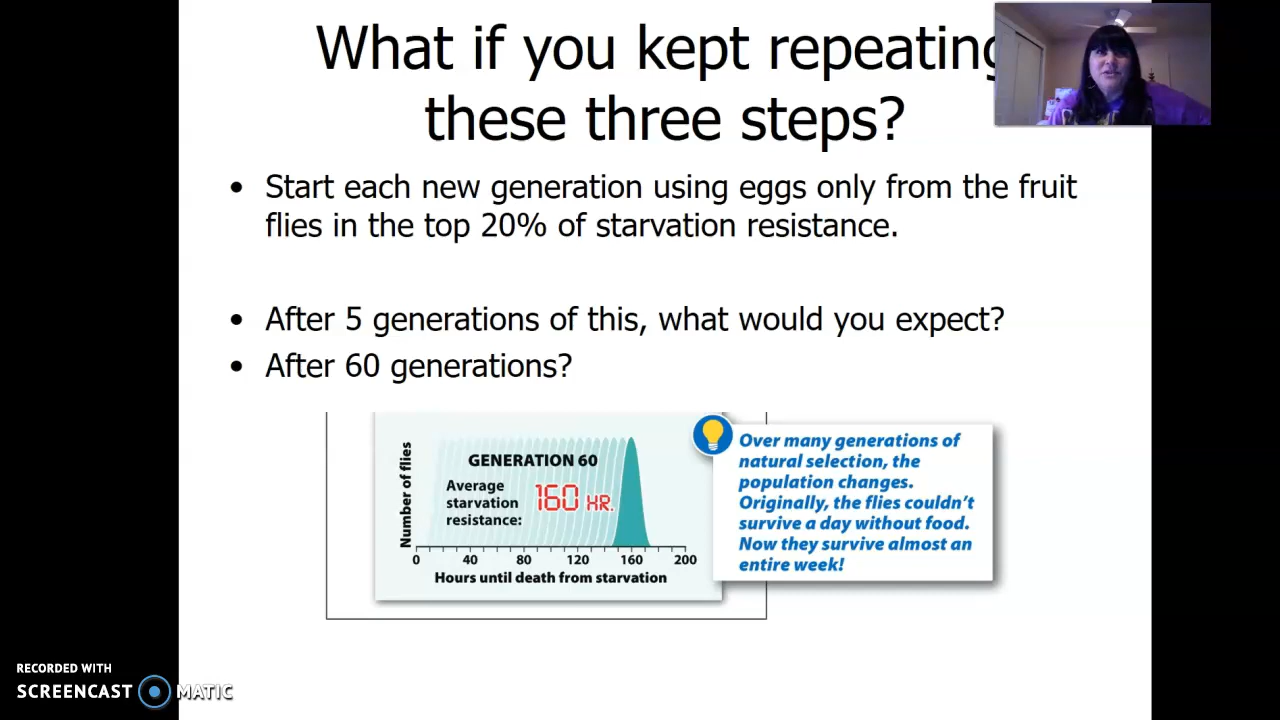 What if you kept repeating
these three steps?
• Start each new generation using eggs only from the fruit
flies in the top 20% of starvation resistance.
• After 5 generations of this, what would you expect?
• After 60 generations?
Number of flies
GENERATION 60
Average
starvation
resistance:
160 HR.
0 40 80 120 160 200
Hours until death from starvation
Over many generations of
natural selection, the
population changes.
Originally, the flies couldn't
survive a day without food.
Now they survive almost an
entire week!
RECORDED WITH
SCREENCAST MATIC